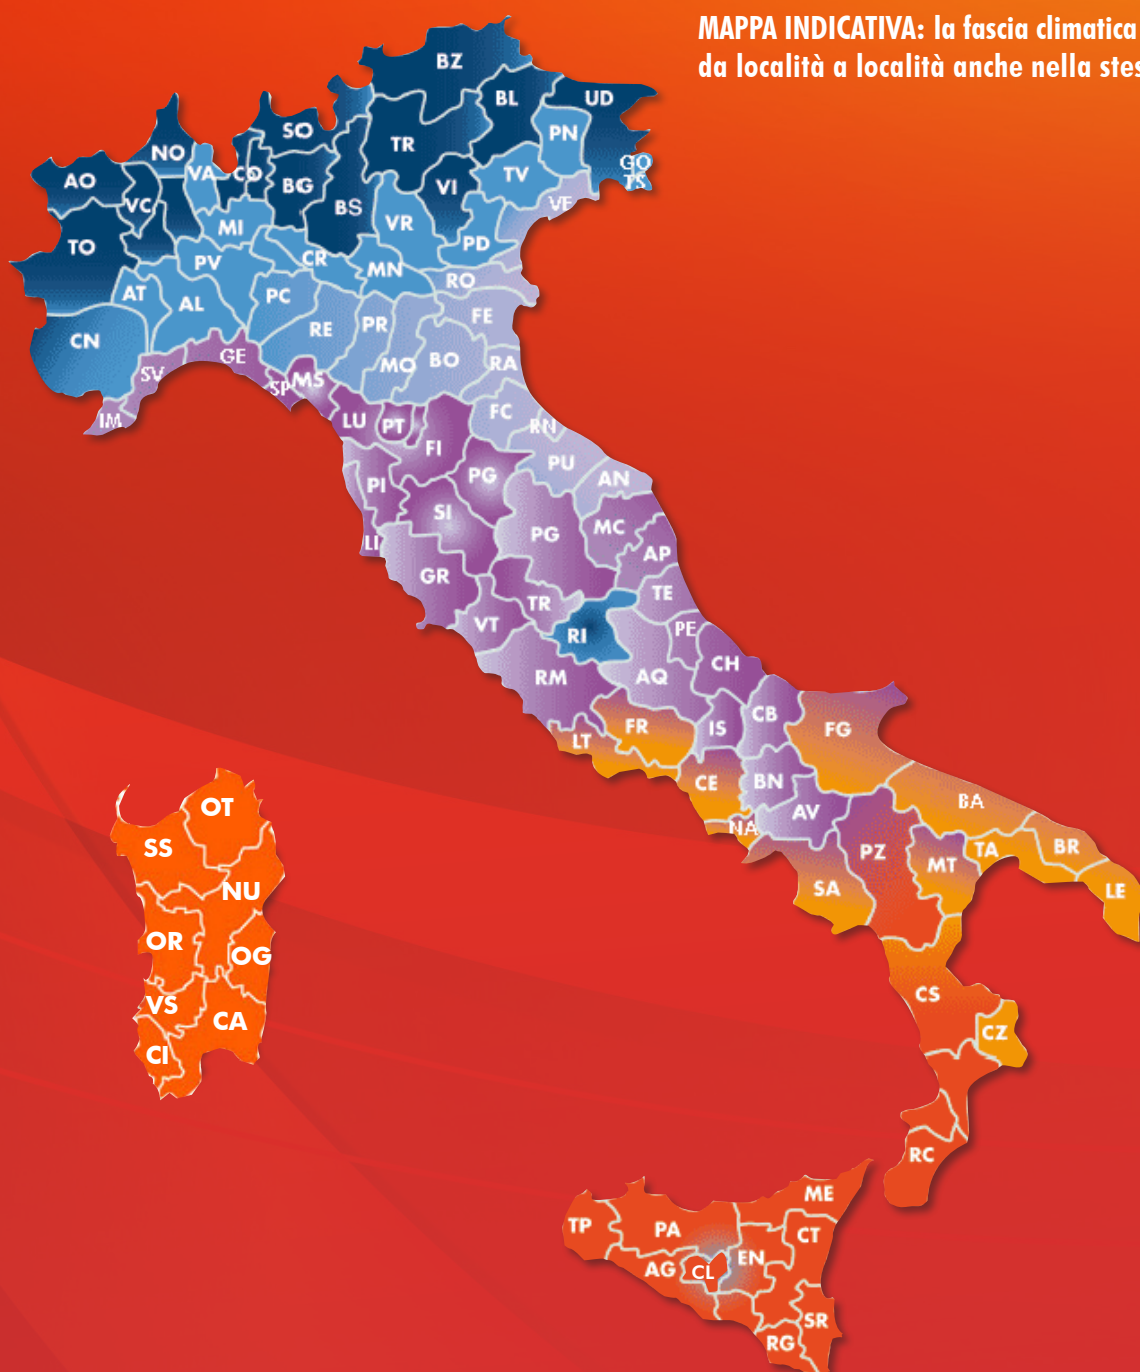 MAPPA INDICATIVA: la fascia climatica
da località a località anche nella stes
BZ
BL
UD
SO
TR
PN
NO
VA
CO
BG
VI
TV
GO
TS
AO
VC
BS
VE
MI
VR
TO
PV
CR
PD
MN
RO
AT
AL
PC
FE
CN
RE
PR
GE
MO
BO
RA
SV
SP
MS
IM
LU
PT
FC
RN
FI
PU
PI
PG
AN
SI
MC
LI
PG
AP
GR
TE
TR
VT
RI
PE
CH
RM
AQ
CB
LT
FR
IS
FG
CE
BN
BA
NA
AV
OT
SS
PZ
MT
TA
BR
NU
SA
LE
OR
OG
CS
VS
CA
CZ
CI
RC
ME
TP
PA
CT
EN
AG
CL
SR
RG